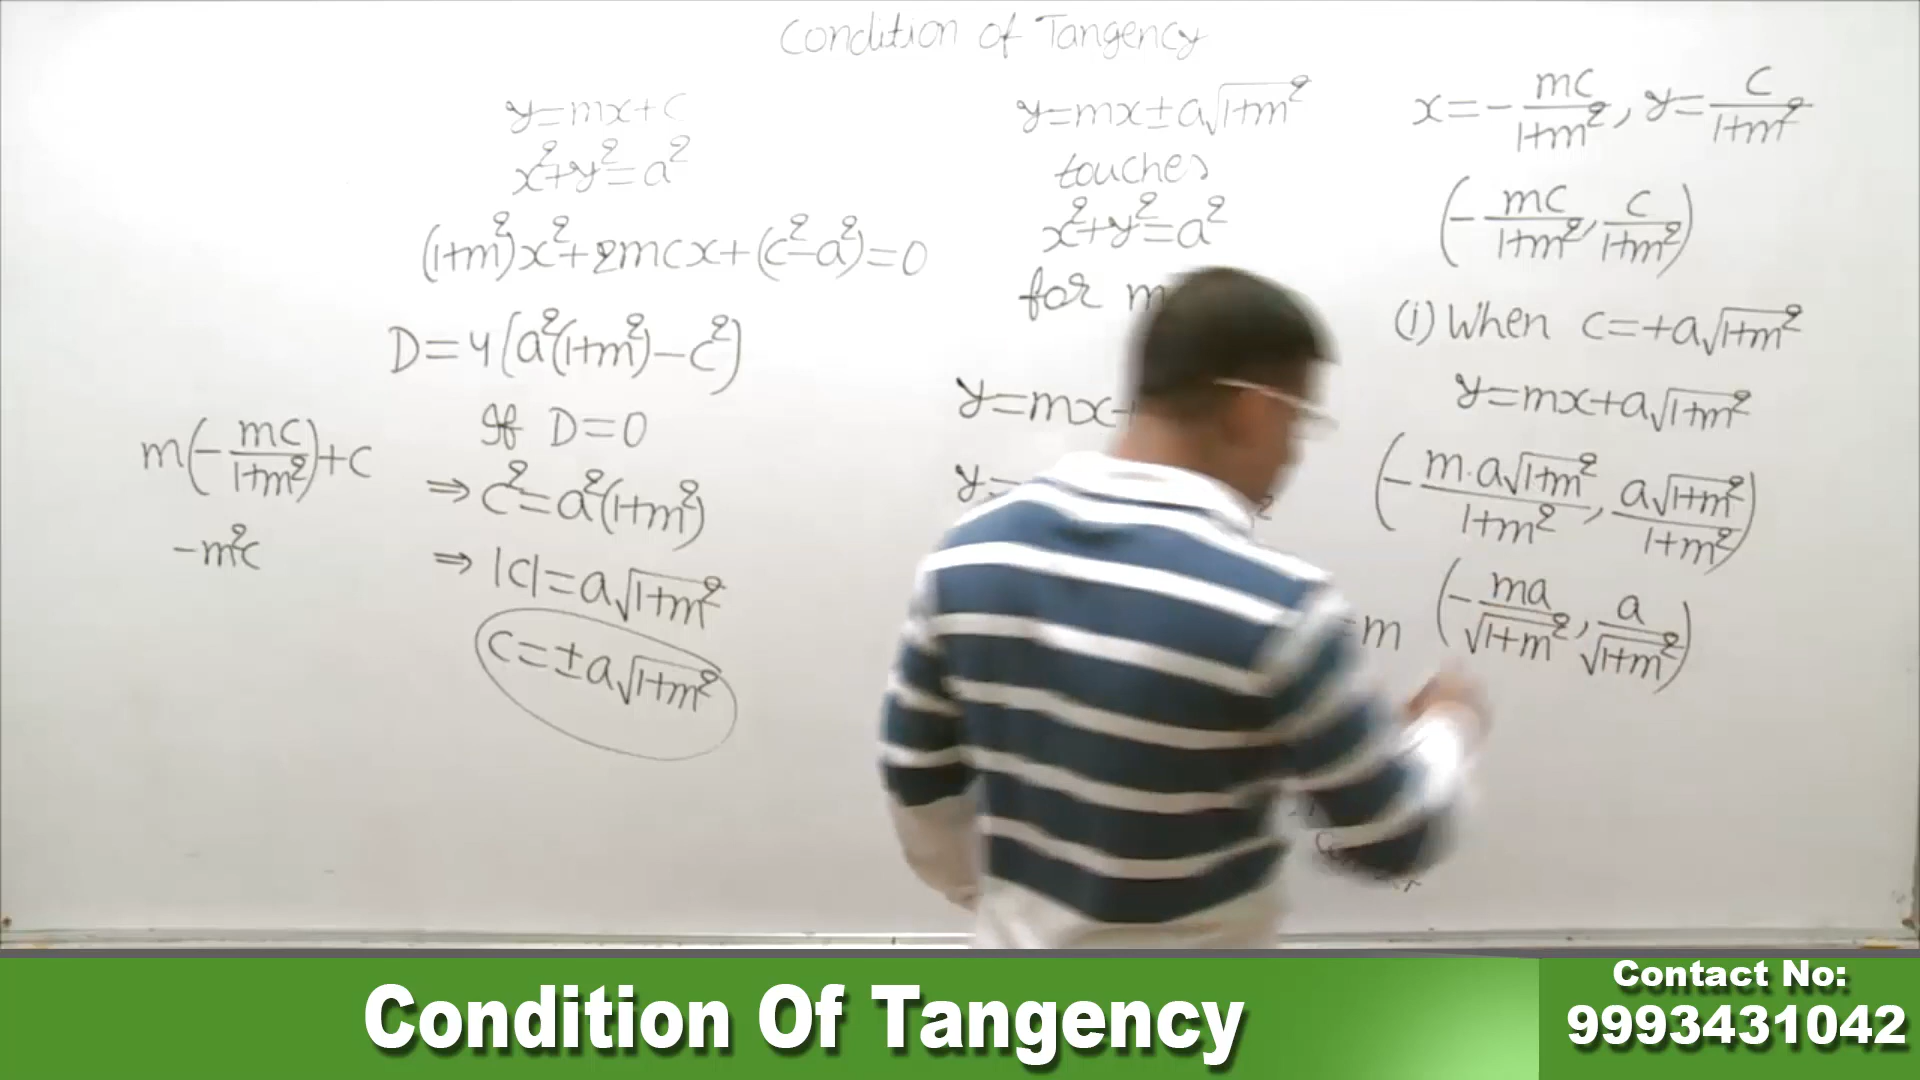 Condition of Tangency
y=mx+c
x²+y²=a²
(1+m²)x²+2mcx+(c²-a²)=0
D=4(a²(1+m²)-c²)
If D=0
⇒ c²=a²(1+m²)
⇒ |c|=a√1+m²
c=±a√1+m²
m(-mc/1+m²)+c
-m²c
y=mx±a√1+m²
touches
x²+y²=a²
for m
y=mx
y=
x=-mc/1+m², y=c/1+m²
(-mc/1+m², c/1+m²)
(i) When c=+a√1+m²
y=mx+a√1+m²
(-m.a√1+m²/1+m², a√1+m²/1+m²)
=m (-ma/√1+m², a/√1+m²)
Condition Of Tangency
Contact No:
9993431042